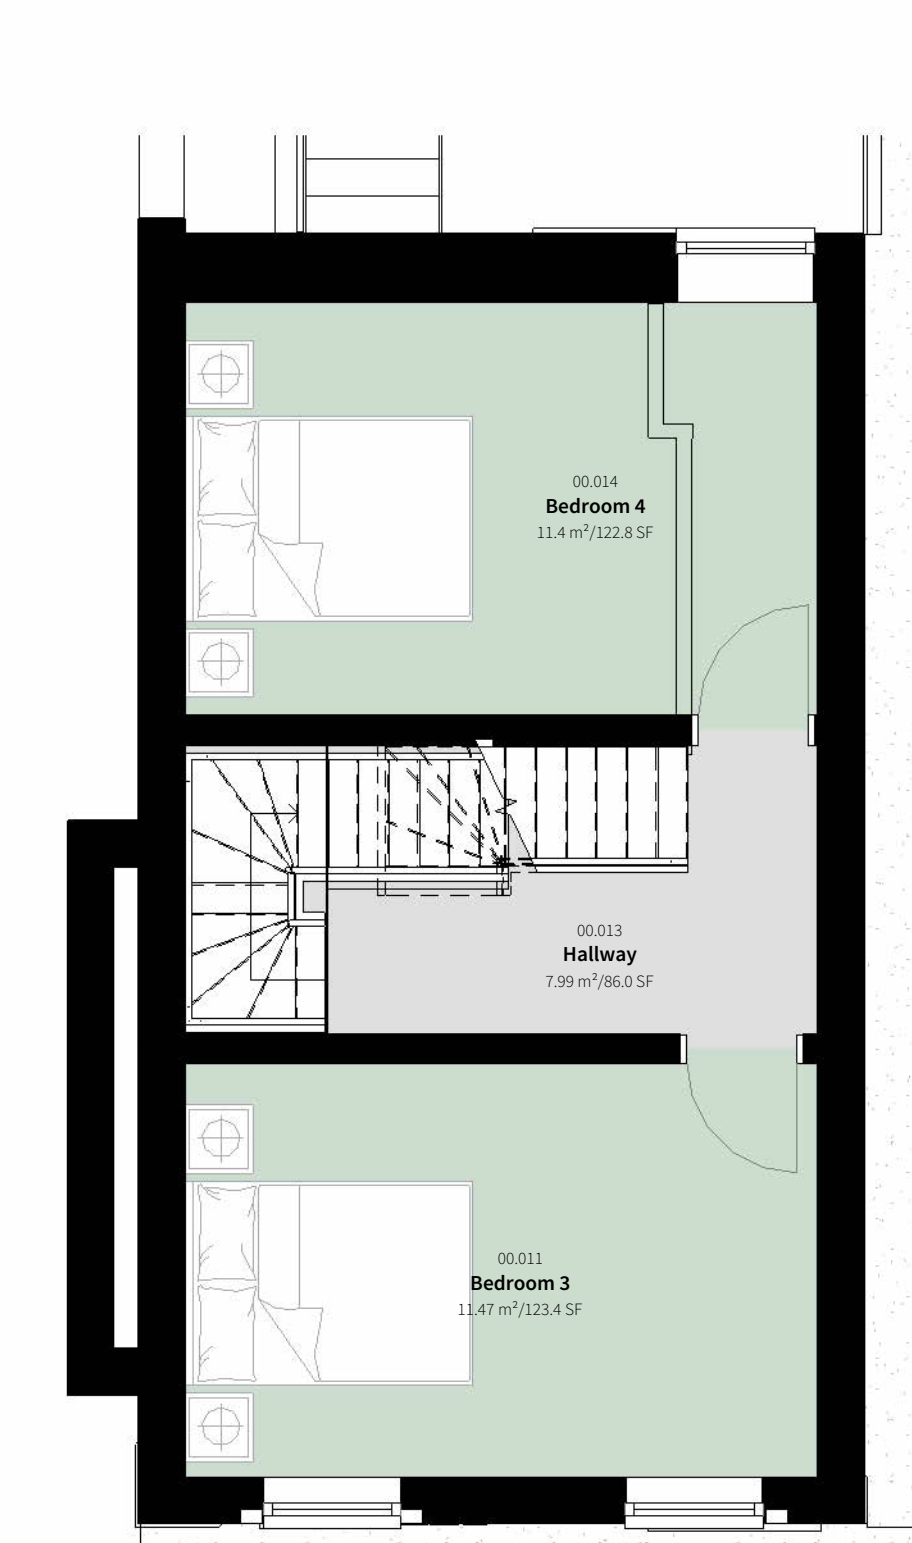 00.014
Bedroom 4
11.4 m²/122.8 SF
00.013
Hallway
7.99 m²/86.0 SF
00.011
Bedroom 3
11.47 m²/123.4 SF